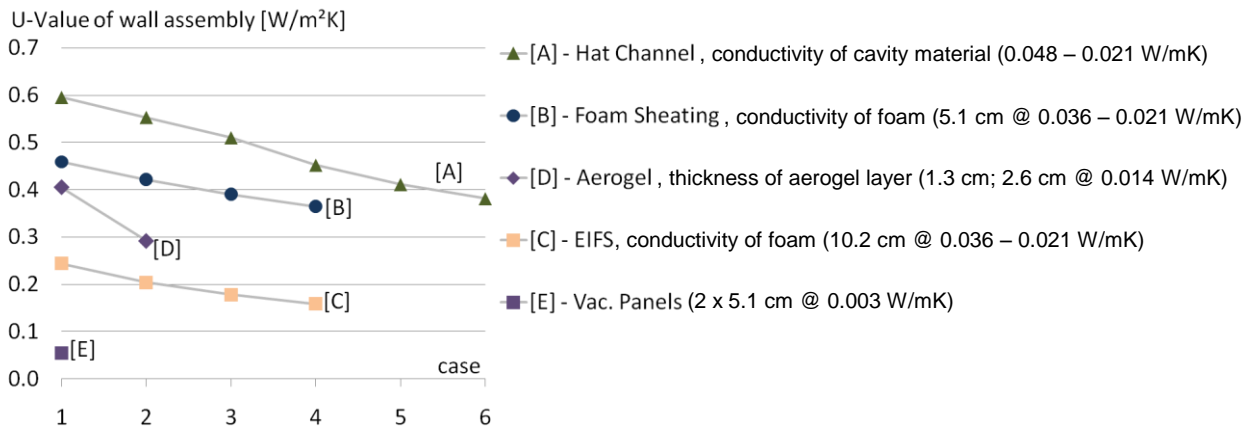 U-Value of wall assembly [W/m²K]
0.7
0.6
0.5
0.4
0.3
0.2
0.1
0.0
1 2 3 4 5 6
case
[A]
[B]
[D]
[C]
[E]
[A] - Hat Channel , conductivity of cavity material (0.048 – 0.021 W/mK)
[B] - Foam Sheating , conductivity of foam (5.1 cm @ 0.036 – 0.021 W/mK)
[D] - Aerogel , thickness of aerogel layer (1.3 cm; 2.6 cm @ 0.014 W/mK)
[C] - EIFS, conductivity of foam (10.2 cm @ 0.036 – 0.021 W/mK)
[E] - Vac. Panels (2 x 5.1 cm @ 0.003 W/mK)